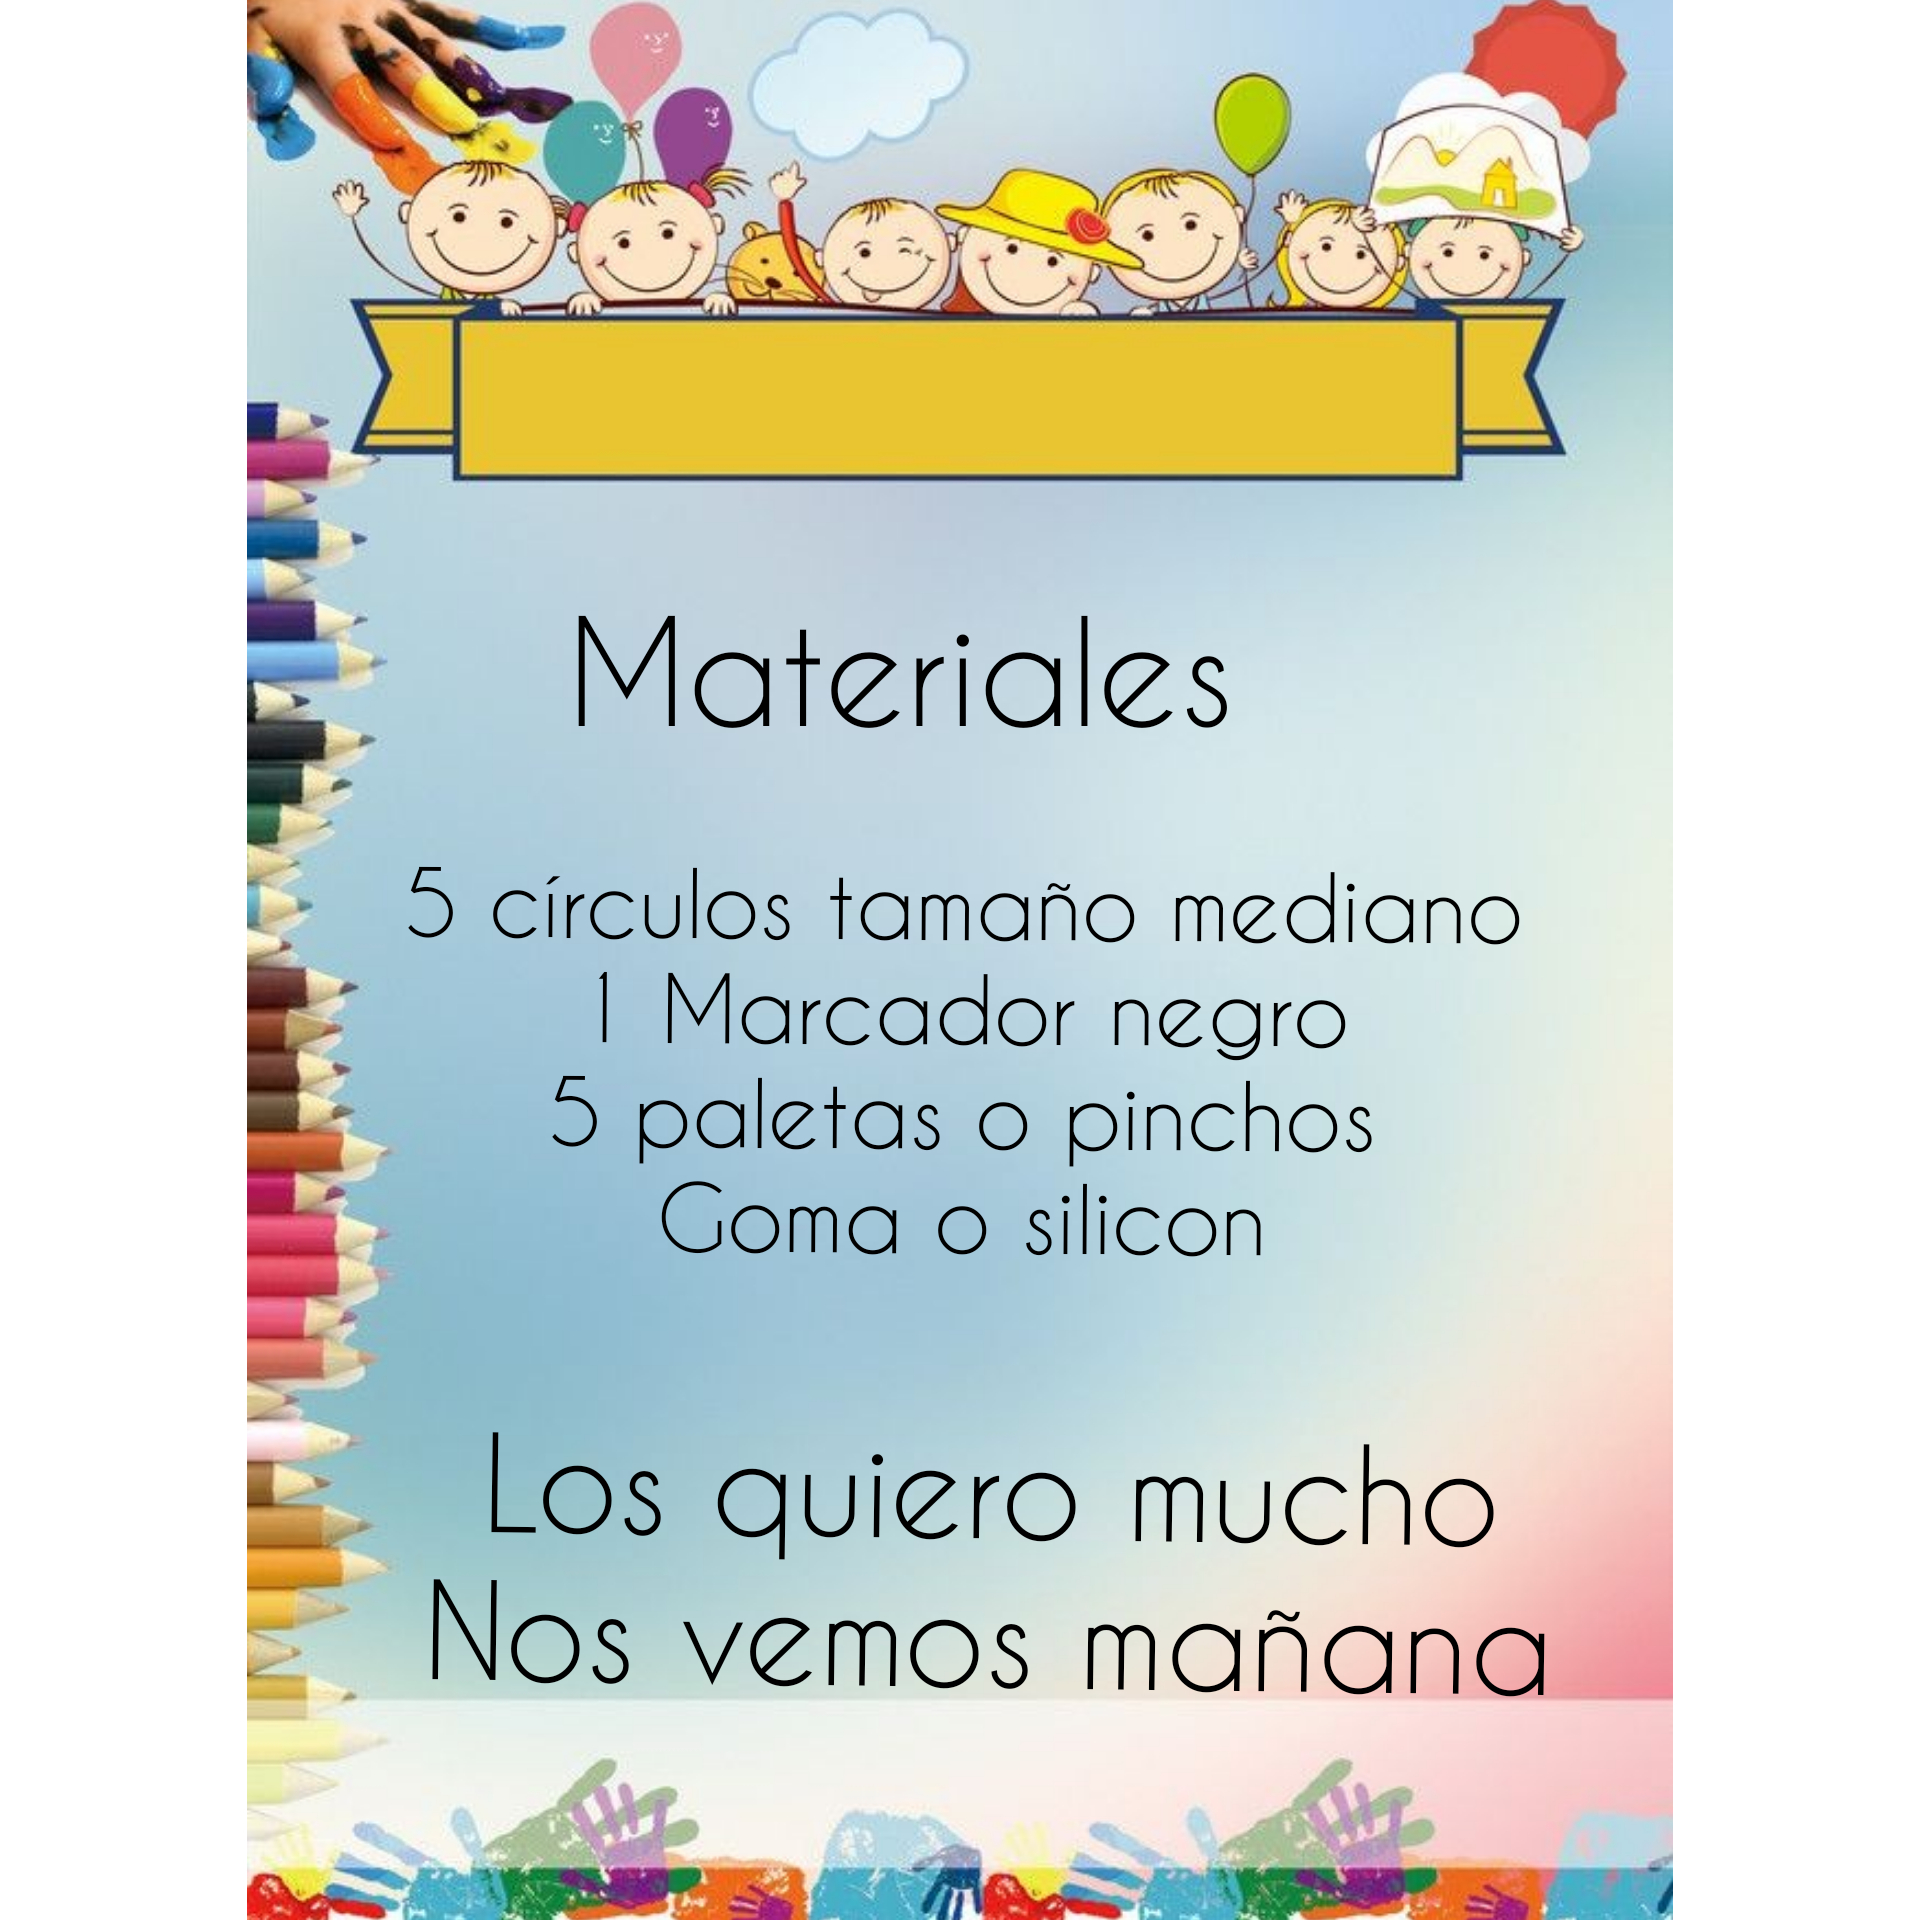 Materiales
5 círculos tamaño mediano
1 Marcador negro
5 paletas o pinchos
Goma o silicon
Los quiero mucho
Nos vemos mañana